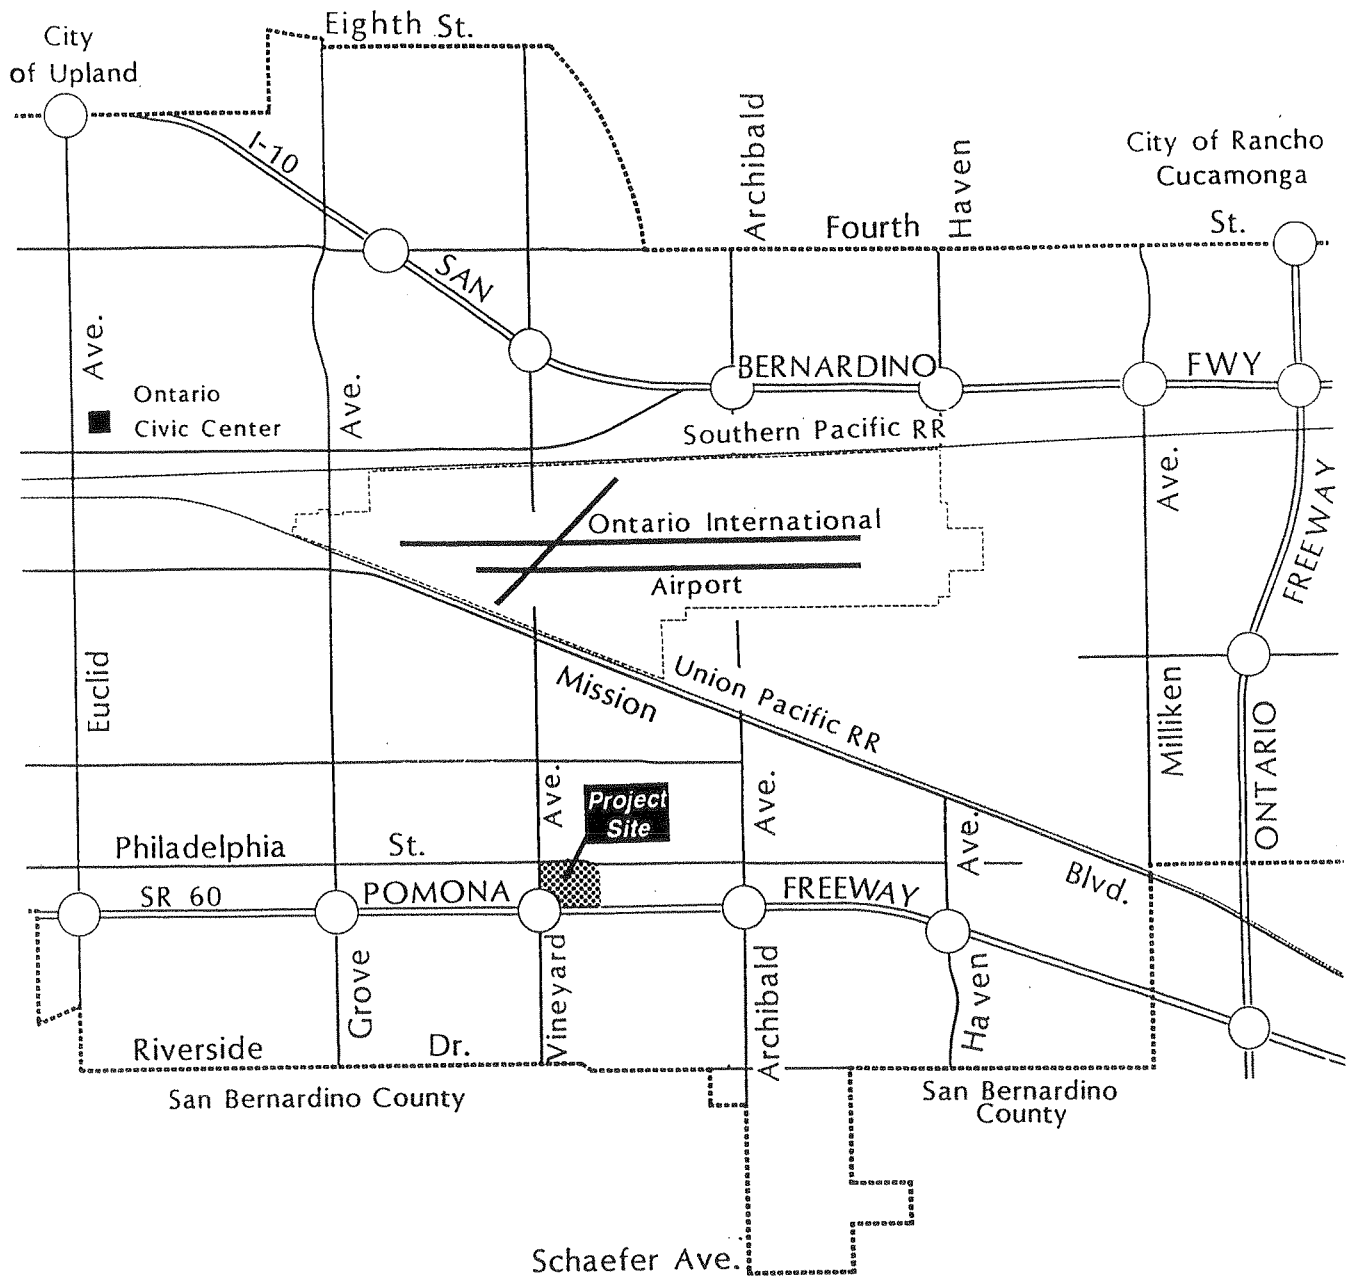 Eighth St.
City
of Upland
I-10
Archibald
Haven
City of Rancho
Cucamonga
Fourth
St.
SAN
Ave.
BERNARDINO
FWY
Ontario
Civic Center
Ave.
Southern Pacific RR
Ave.
FREEWAY
Ontario International
Airport
Euclid
Mission
Union Pacific RR
Milliken
ONTARIO
Ave.
Project
Site
Ave.
Ave.
Philadelphia
St.
Blvd.
SR 60
POMONA
FREEWAY
Grove
Vineyard
Archibald
Haven
Riverside
Dr.
San Bernardino County
San Bernardino
County
Schaefer Ave.